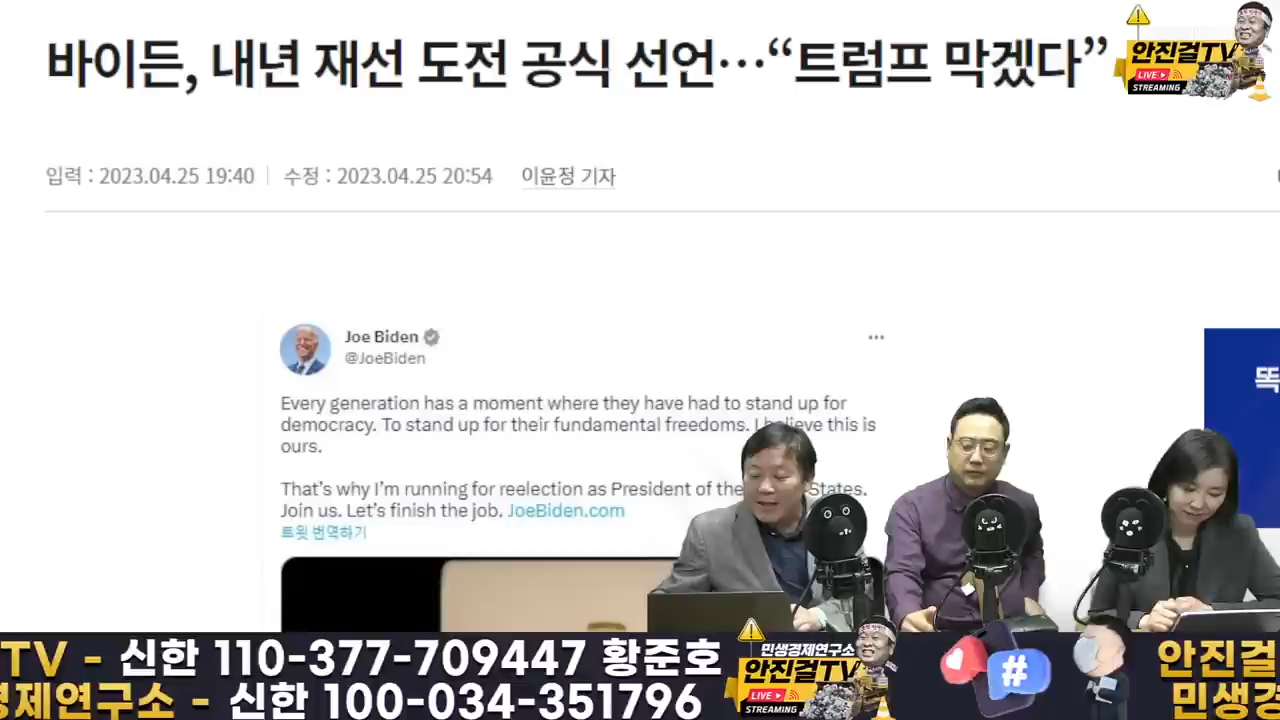 바이든, 내년 재선 도전 공식 선언…“트럼프 막겠다”
안진걸TV
LIVE
STREAMING
입력 : 2023.04.25 19:40 수정 : 2023.04.25 20:54 이윤정 기자
Joe Biden
@JoeBiden
Every generation has a moment where they have had to stand up for
democracy. To stand up for their fundamental freedoms. I believe this is
ours.
That’s why I’m running for reelection as President of the States.
Join us. Let’s finish the job. JoeBiden.com
트윗 번역하기
똑
TV - 신한 110-377-709447 황준호
경제연구소 - 신한 100-034-351796
민생경제연구소
안진걸TV
LIVE
STREAMING
#
안진걸
민생경